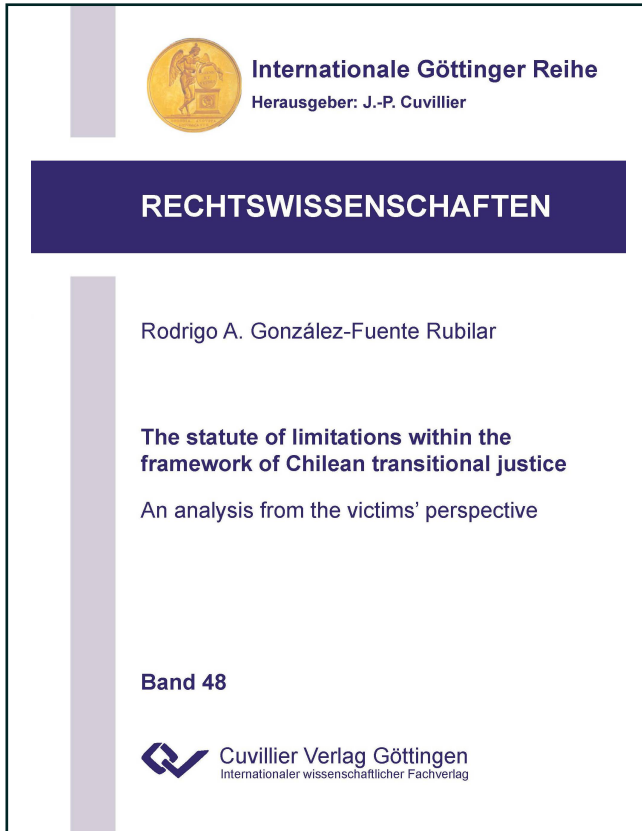 Internationale Göttinger Reihe
Herausgeber: J.-P. Cuvillier
RECHTSWISSENSCHAFTEN
Rodrigo A. González-Fuente Rubilar
The statute of limitations within the
framework of Chilean transitional justice
An analysis from the victims’ perspective
Band 48
Cuvillier Verlag Göttingen
Internationaler wissenschaftlicher Fachverlag